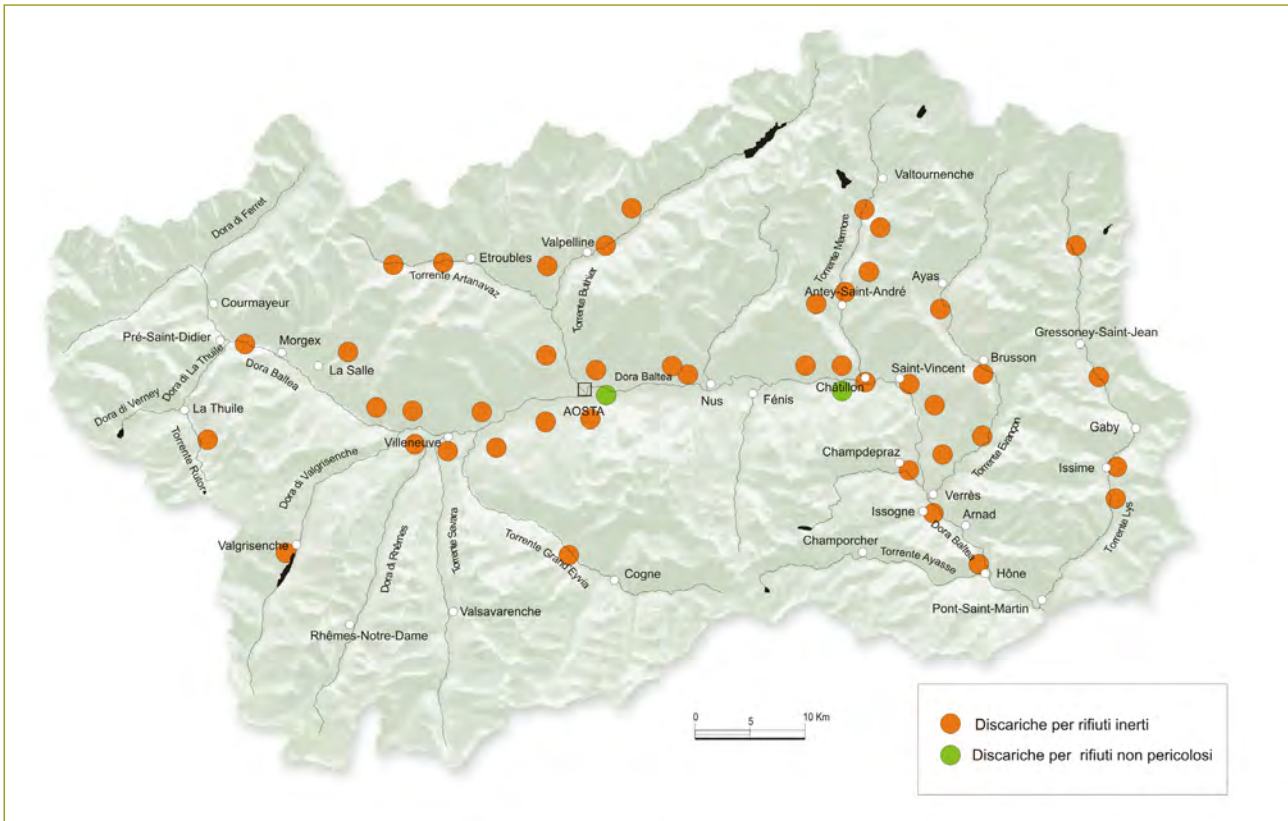 Valtournenche
Dora di Ferret
Valpelline
Etroubles
Torrente Artanavaz
Torrente Buthier
Torrente Marmore
Ayas
Antey-Saint-André
Courmayeur
Pré-Saint-Didier
Morgex
La Salle
Dora di La Thuile
Dora Baltea
Dora di Verney
La Thuile
Torrente Rutor
Gressoney-Saint-Jean
Brusson
Dora Baltea
AOSTA
Nus
Fénis
Châtillon
Saint-Vincent
Gaby
Villeneuve
Dora di Valgrisenche
Champdepraz
Torrente Evançon
Issime
Verrès
Issogne
Arnad
Torrente Lys
Valgrisenche
Dora di Rhêmes
Torrente Savara
Torrente Grand Eyvia
Cogne
Champorcher
Torrente Ayasse
Dora Baltea
Hône
Pont-Saint-Martin
Valsavarenche
Rhêmes-Notre-Dame
0 5 10 Km
Discariche per rifiuti inerti
Discariche per rifiuti non pericolosi